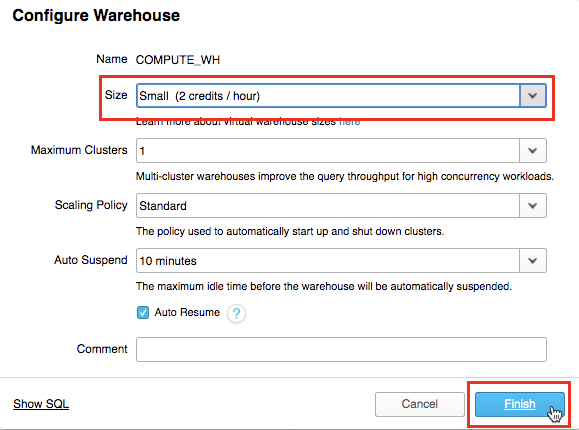 Configure Warehouse
Name COMPUTE_WH
Size Small (2 credits / hour)
Learn more about virtual warehouse sizes here
Maximum Clusters 1
Multi-cluster warehouses improve the query throughput for high concurrency workloads.
Scaling Policy Standard
The policy used to automatically start up and shut down clusters.
Auto Suspend 10 minutes
The maximum idle time before the warehouse will be automatically suspended.
Auto Resume ?
Comment
Show SQL Cancel Finish